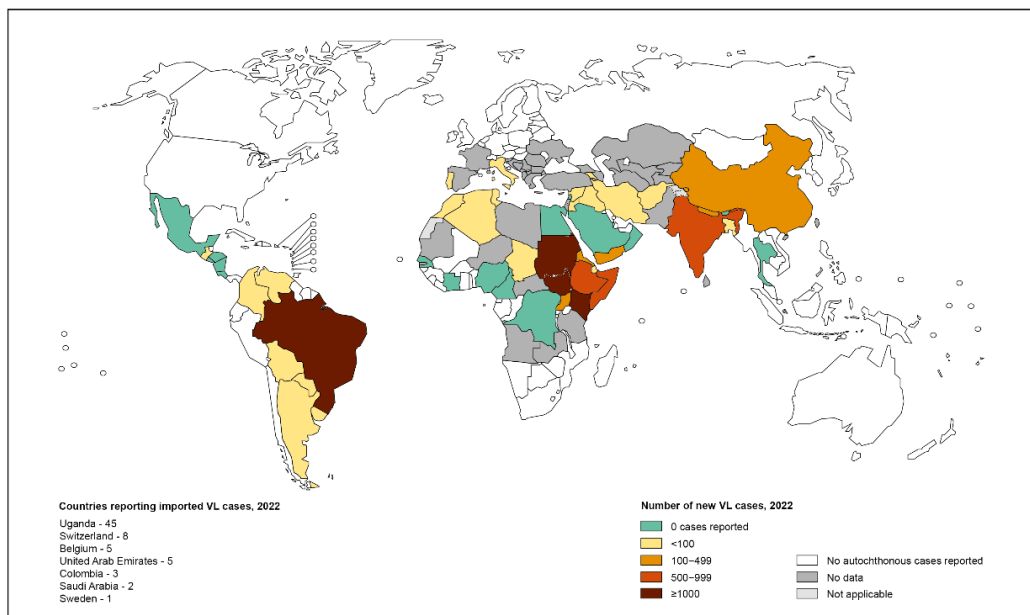 Countries reporting imported VL cases, 2022
Uganda - 45
Switzerland - 8
Belgium - 5
United Arab Emirates - 5
Colombia - 3
Saudi Arabia - 2
Sweden - 1
Number of new VL cases, 2022
0 cases reported
<100
100–499
500–999
≥1000
No autochthonous cases reported
No data
Not applicable